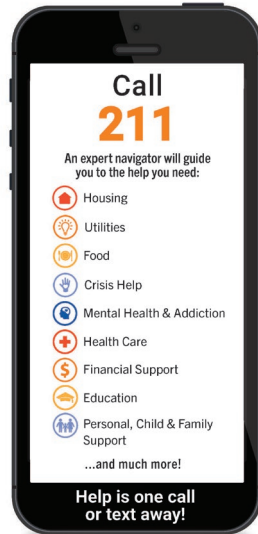 Call
211
An expert navigator will guide
you to the help you need:
Housing
Utilities
Food
Crisis Help
Mental Health & Addiction
Health Care
Financial Support
Education
Personal, Child & Family
Support
...and much more!
Help is one call
or text away!